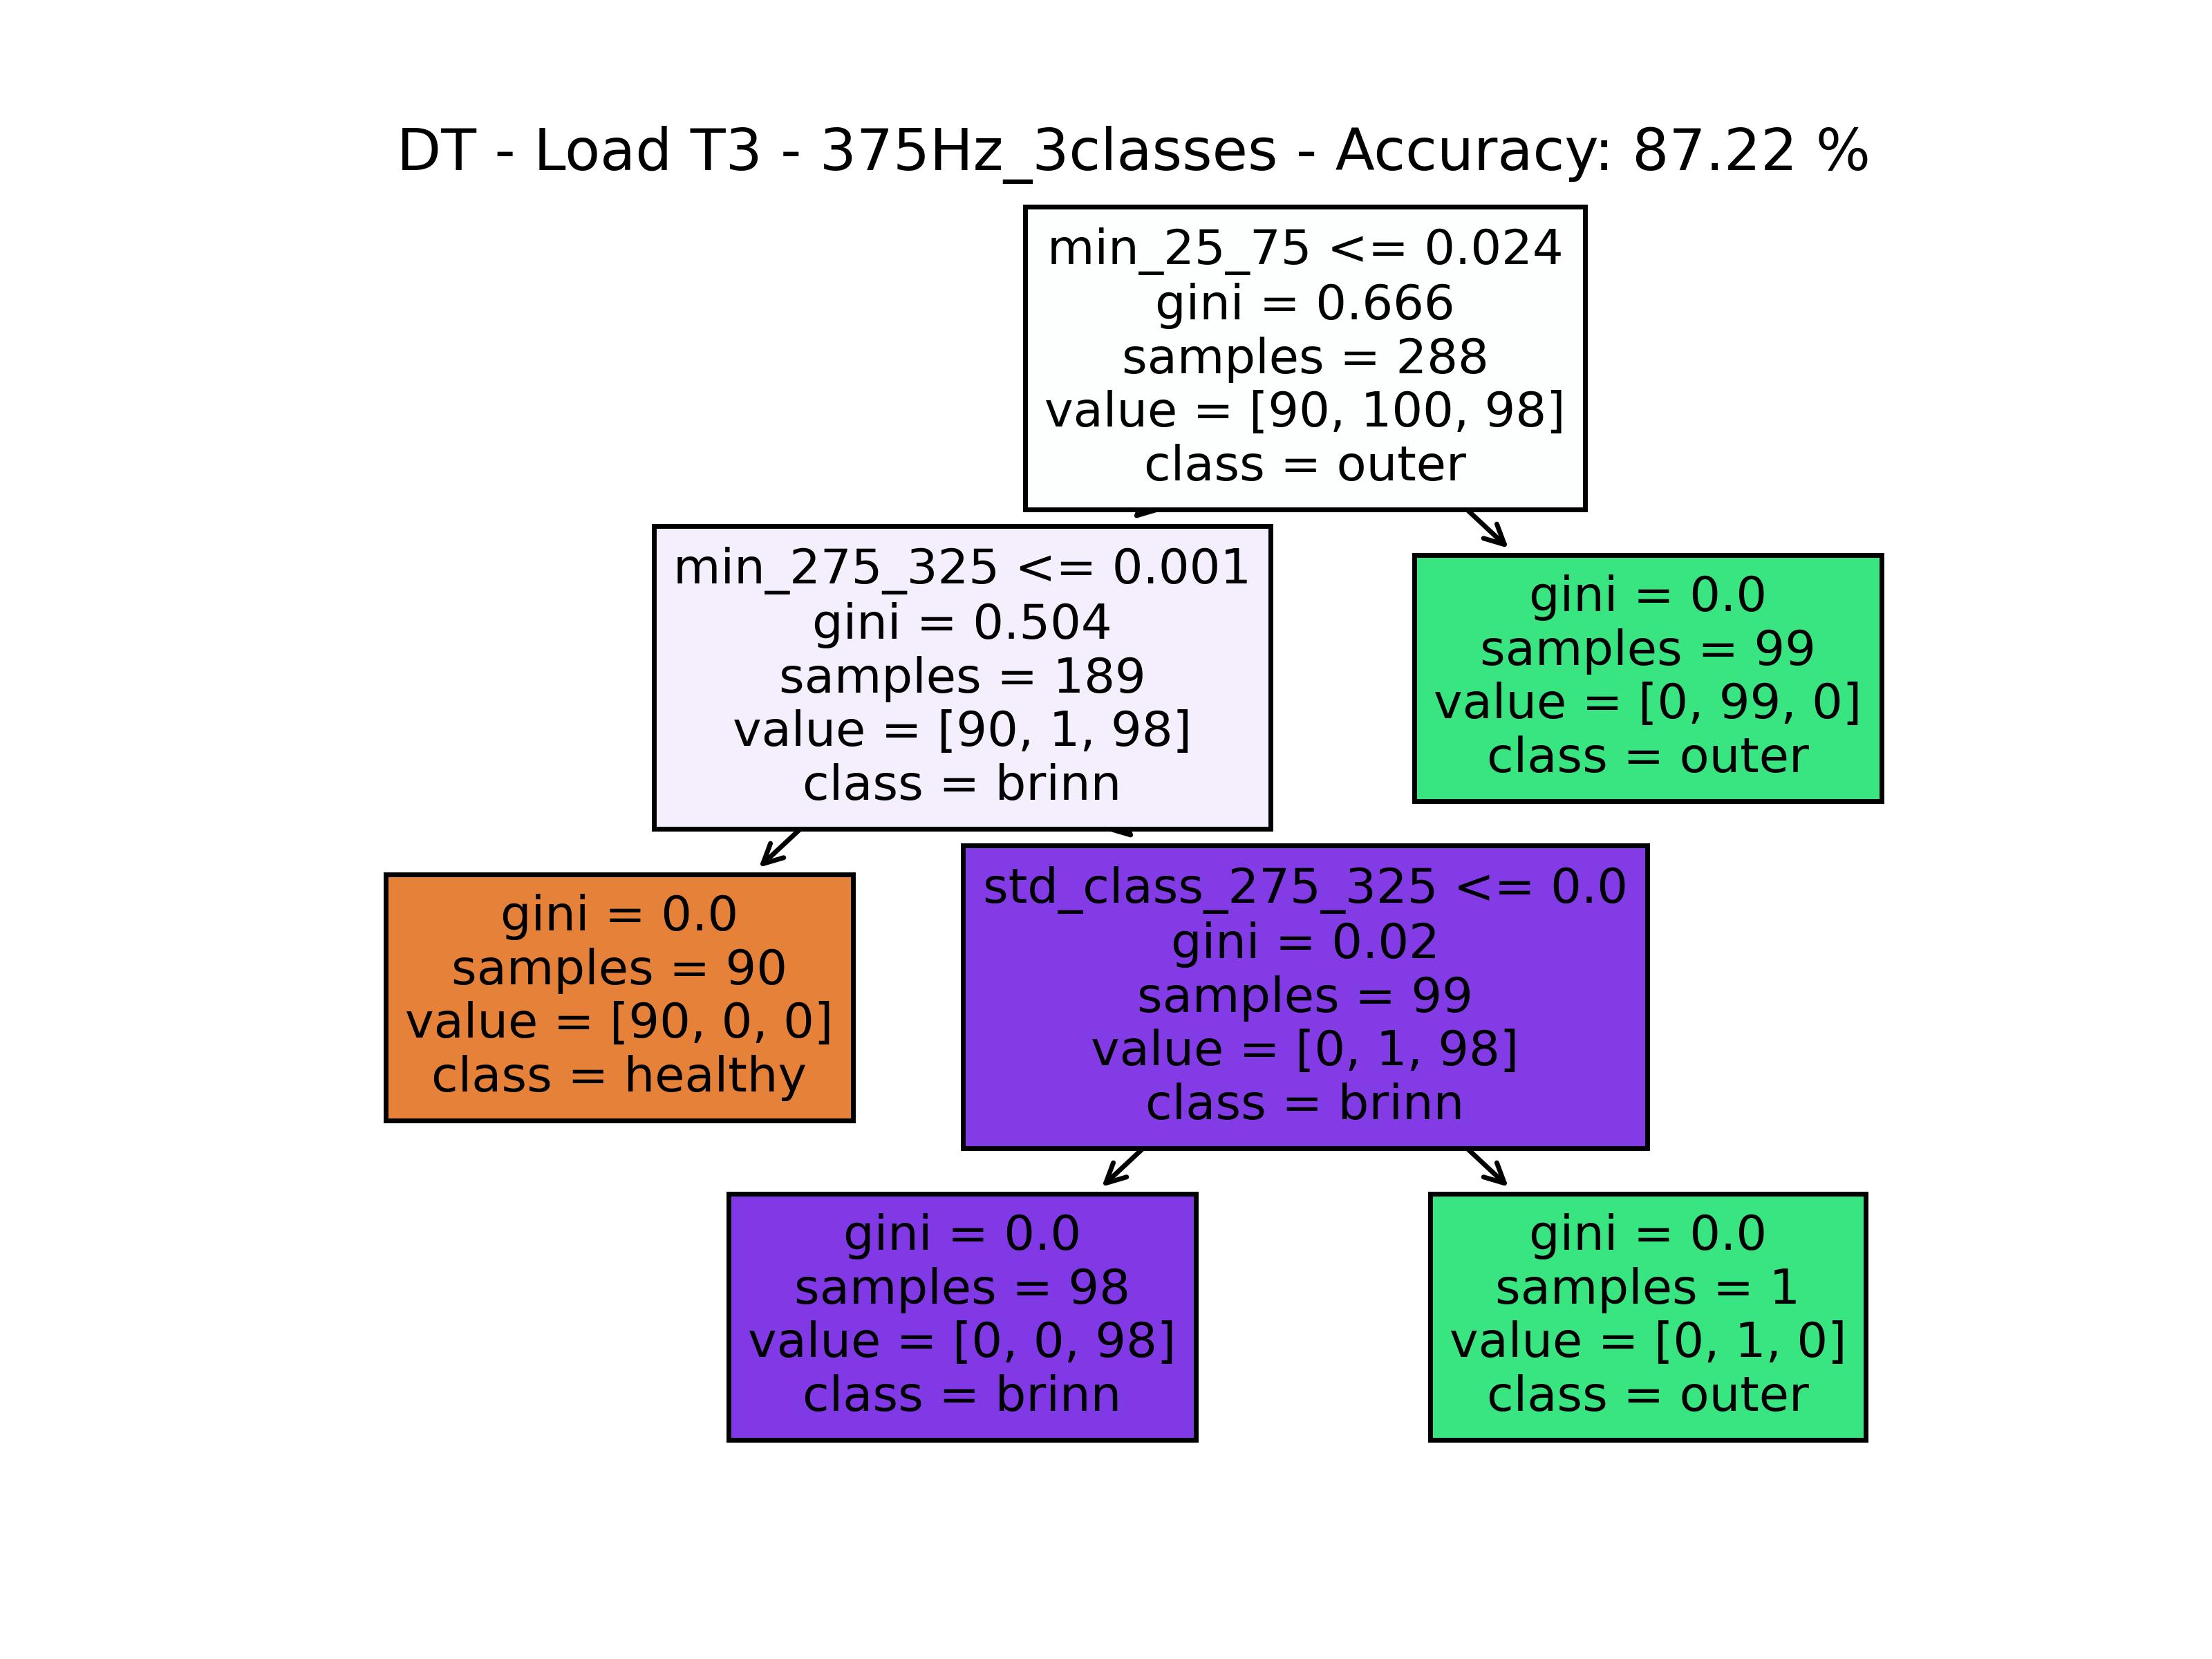 DT - Load T3 - 375Hz_3classes - Accuracy: 87.22 %
min_25_75 <= 0.024
gini = 0.666
samples = 288
value = [90, 100, 98]
class = outer
min_275_325 <= 0.001
gini = 0.504
samples = 189
value = [90, 1, 98]
class = brinn
gini = 0.0
samples = 99
value = [0, 99, 0]
class = outer
gini = 0.0
samples = 90
value = [90, 0, 0]
class = healthy
std_class_275_325 <= 0.0
gini = 0.02
samples = 99
value = [0, 1, 98]
class = brinn
gini = 0.0
samples = 98
value = [0, 0, 98]
class = brinn
gini = 0.0
samples = 1
value = [0, 1, 0]
class = outer